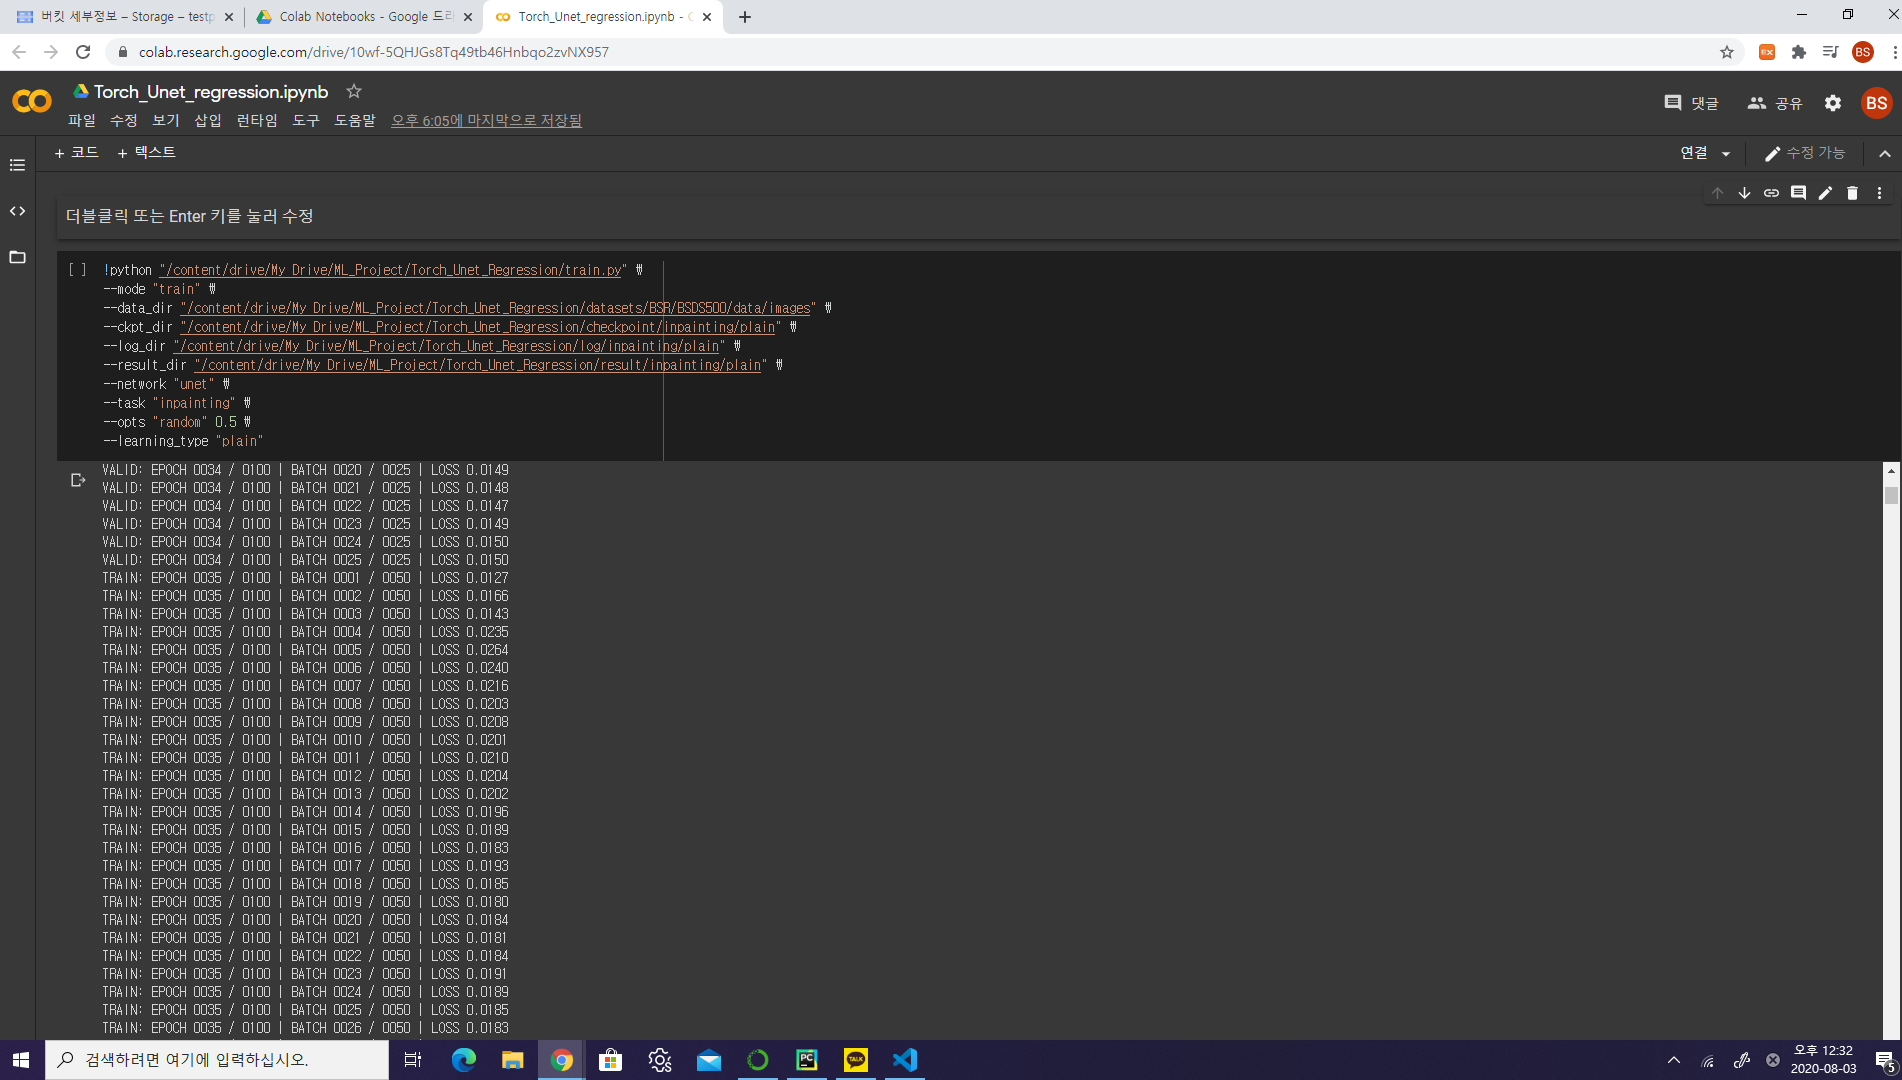 버킷 세부정보 – Storage – testp
Colab Notebooks - Google 드라
Torch_Unet_regression.ipynb - C
colab.research.google.com/drive/10wf-5QHJGs8Tq49tb46Hnbqo2zvNX957
BS
Torch_Unet_regression.ipynb
댓글 공유 BS
파일 수정 보기 삽입 런타임 도구 도움말 오후 6:05에 마지막으로 저장됨
+ 코드 + 텍스트 연결 수정 가능
더블클릭 또는 Enter 키를 눌러 수정
[ ] !python "/content/drive/My Drive/ML_Project/Torch_Unet_Regression/train.py" ₩
--mode "train" ₩
--data_dir "/content/drive/My Drive/ML_Project/Torch_Unet_Regression/datasets/BSR/BSDS500/data/images" ₩
--ckpt_dir "/content/drive/My Drive/ML_Project/Torch_Unet_Regression/checkpoint/inpainting/plain" ₩
--log_dir "/content/drive/My Drive/ML_Project/Torch_Unet_Regression/log/inpainting/plain" ₩
--result_dir "/content/drive/My Drive/ML_Project/Torch_Unet_Regression/result/inpainting/plain" ₩
--network "unet" ₩
--task "inpainting" ₩
--opts "random" 0.5 ₩
--learning_type "plain"
VALID: EPOCH 0034 / 0100 | BATCH 0020 / 0025 | LOSS 0.0149
VALID: EPOCH 0034 / 0100 | BATCH 0021 / 0025 | LOSS 0.0148
VALID: EPOCH 0034 / 0100 | BATCH 0022 / 0025 | LOSS 0.0147
VALID: EPOCH 0034 / 0100 | BATCH 0023 / 0025 | LOSS 0.0149
VALID: EPOCH 0034 / 0100 | BATCH 0024 / 0025 | LOSS 0.0150
VALID: EPOCH 0034 / 0100 | BATCH 0025 / 0025 | LOSS 0.0150
TRAIN: EPOCH 0035 / 0100 | BATCH 0001 / 0050 | LOSS 0.0127
TRAIN: EPOCH 0035 / 0100 | BATCH 0002 / 0050 | LOSS 0.0166
TRAIN: EPOCH 0035 / 0100 | BATCH 0003 / 0050 | LOSS 0.0143
TRAIN: EPOCH 0035 / 0100 | BATCH 0004 / 0050 | LOSS 0.0235
TRAIN: EPOCH 0035 / 0100 | BATCH 0005 / 0050 | LOSS 0.0264
TRAIN: EPOCH 0035 / 0100 | BATCH 0006 / 0050 | LOSS 0.0240
TRAIN: EPOCH 0035 / 0100 | BATCH 0007 / 0050 | LOSS 0.0216
TRAIN: EPOCH 0035 / 0100 | BATCH 0008 / 0050 | LOSS 0.0203
TRAIN: EPOCH 0035 / 0100 | BATCH 0009 / 0050 | LOSS 0.0208
TRAIN: EPOCH 0035 / 0100 | BATCH 0010 / 0050 | LOSS 0.0201
TRAIN: EPOCH 0035 / 0100 | BATCH 0011 / 0050 | LOSS 0.0210
TRAIN: EPOCH 0035 / 0100 | BATCH 0012 / 0050 | LOSS 0.0204
TRAIN: EPOCH 0035 / 0100 | BATCH 0013 / 0050 | LOSS 0.0202
TRAIN: EPOCH 0035 / 0100 | BATCH 0014 / 0050 | LOSS 0.0196
TRAIN: EPOCH 0035 / 0100 | BATCH 0015 / 0050 | LOSS 0.0189
TRAIN: EPOCH 0035 / 0100 | BATCH 0016 / 0050 | LOSS 0.0183
TRAIN: EPOCH 0035 / 0100 | BATCH 0017 / 0050 | LOSS 0.0193
TRAIN: EPOCH 0035 / 0100 | BATCH 0018 / 0050 | LOSS 0.0185
TRAIN: EPOCH 0035 / 0100 | BATCH 0019 / 0050 | LOSS 0.0180
TRAIN: EPOCH 0035 / 0100 | BATCH 0020 / 0050 | LOSS 0.0184
TRAIN: EPOCH 0035 / 0100 | BATCH 0021 / 0050 | LOSS 0.0181
TRAIN: EPOCH 0035 / 0100 | BATCH 0022 / 0050 | LOSS 0.0184
TRAIN: EPOCH 0035 / 0100 | BATCH 0023 / 0050 | LOSS 0.0191
TRAIN: EPOCH 0035 / 0100 | BATCH 0024 / 0050 | LOSS 0.0189
TRAIN: EPOCH 0035 / 0100 | BATCH 0025 / 0050 | LOSS 0.0185
TRAIN: EPOCH 0035 / 0100 | BATCH 0026 / 0050 | LOSS 0.0183
검색하려면 여기에 입력하십시오.
PC
TALK
오후 12:32
2020-08-03
5